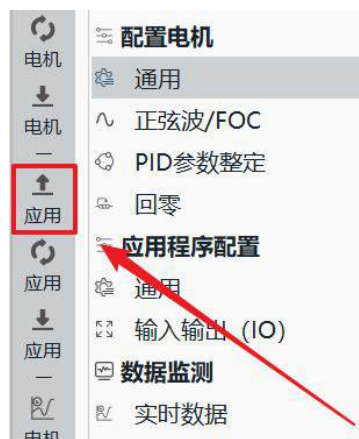 电机
电机
应用
应用
应用
电机
配置电机
通用
正弦波/FOC
PID参数整定
回零
应用程序配置
通用
输入输出（IO）
数据监测
实时数据